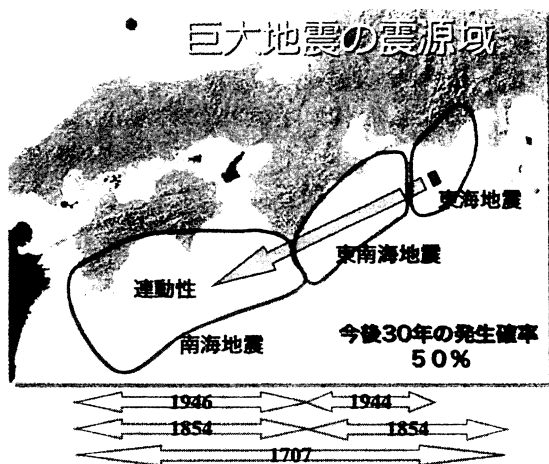 巨大地震の震源域
東海地震
東南海地震
連動性
南海地震
今後30年の発生確率
50%
1946 1944
1854 1854
1707